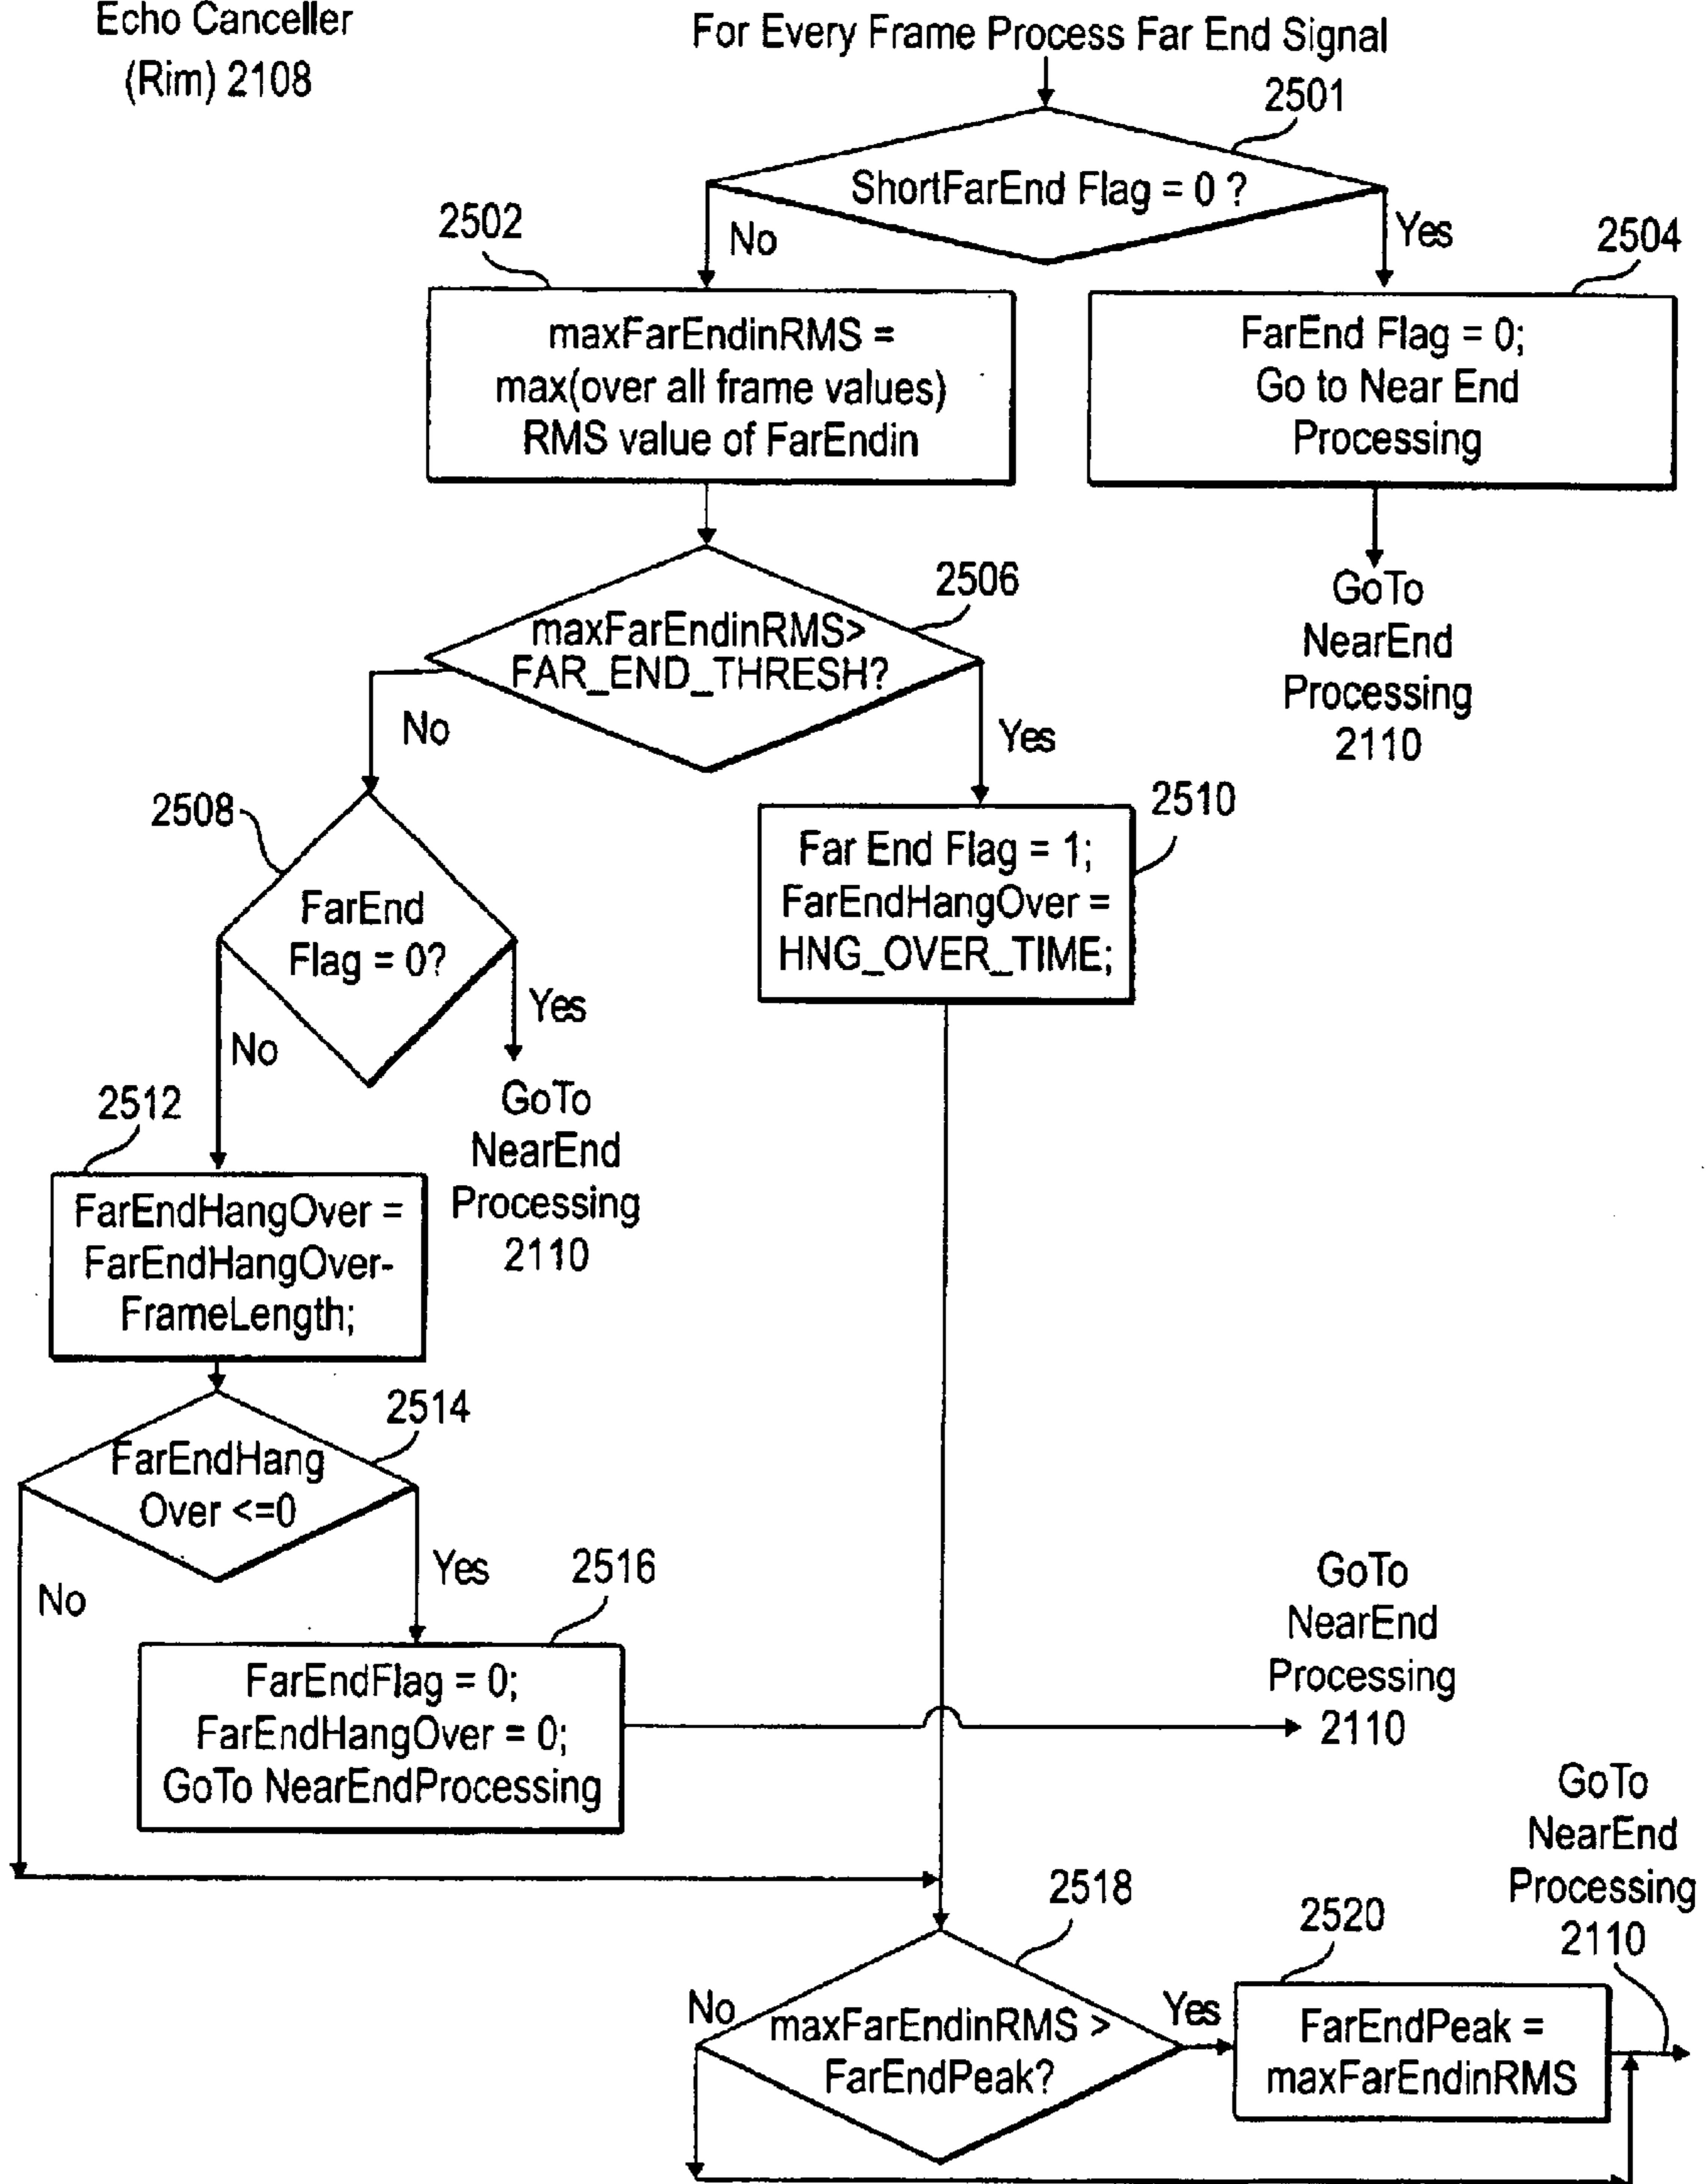 Echo Canceller
(Rim) 2108
For Every Frame Process Far End Signal
2501
ShortFarEnd Flag = 0 ?
No
Yes
2502
2504
maxFarEndinRMS =
max(over all frame values)
RMS value of FarEndin
FarEnd Flag = 0;
Go to Near End
Processing
GoTo
NearEnd
Processing
2110
2506
maxFarEndinRMS>
FAR_END_THRESH?
No
Yes
2508
FarEnd
Flag = 0?
2510
Far End Flag = 1;
FarEndHangOver =
HNG_OVER_TIME;
No
Yes
GoTo
NearEnd
Processing
2110
2512
FarEndHangOver =
FarEndHangOver-
FrameLength;
2514
FarEndHang
Over <=0
No
Yes
2516
FarEndFlag = 0;
FarEndHangOver = 0;
GoTo NearEndProcessing
GoTo
NearEnd
Processing
2110
2518
maxFarEndinRMS >
FarEndPeak?
No
Yes
2520
FarEndPeak =
maxFarEndinRMS
GoTo
NearEnd
Processing
2110